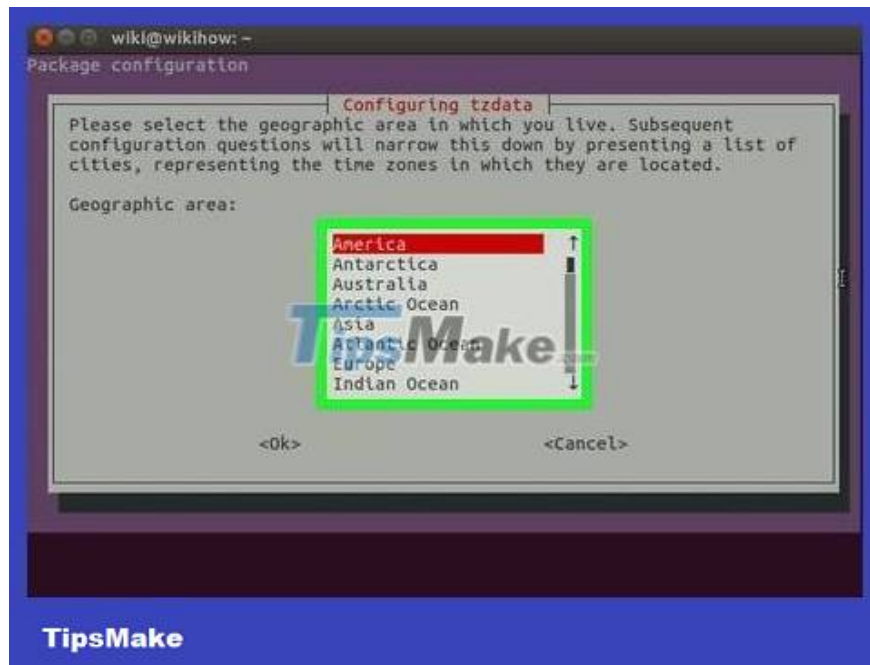 wiki@wikihow: ~
Package configuration
Configuring tzdata
Please select the geographic area in which you live. Subsequent
configuration questions will narrow this down by presenting a list of
cities, representing the time zones in which they are located.
Geographic area:
America
Antarctica
Australia
Arctic Ocean
Asia
Atlantic Ocean
Europe
Indian Ocean
TipsMake.com
<Ok> <Cancel>
TipsMake